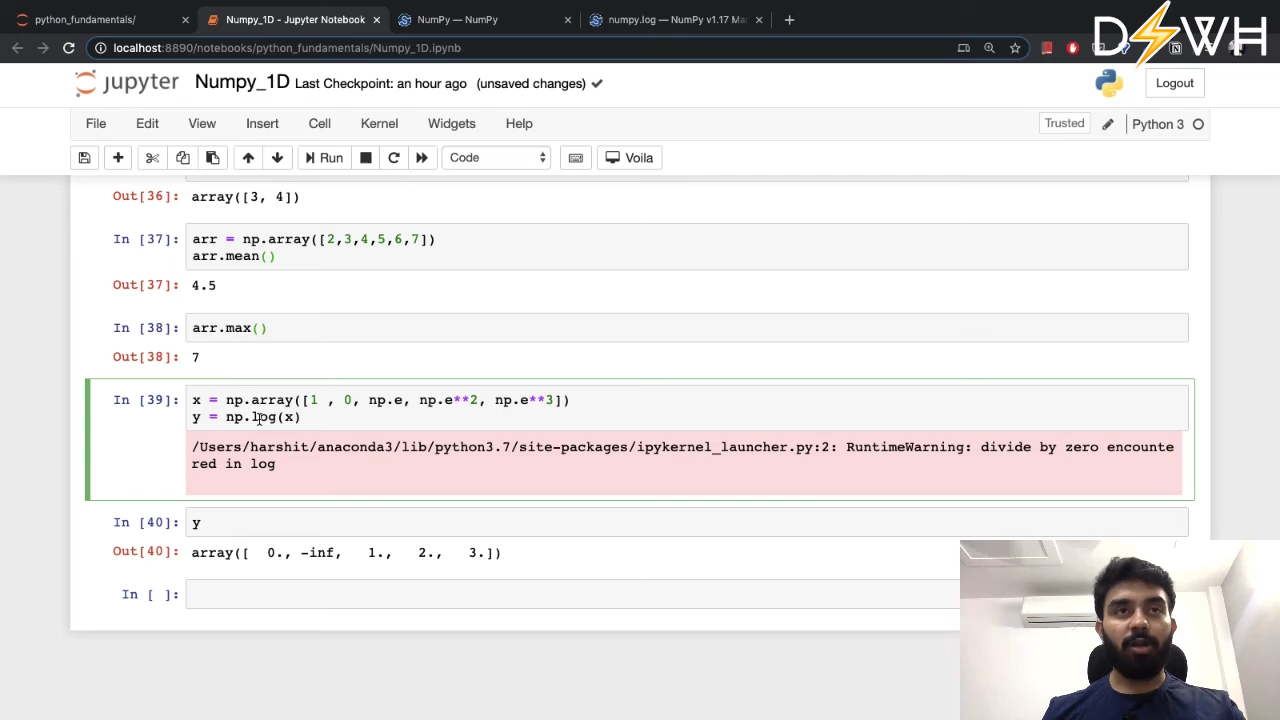 python_fundamentals/
Numpy_1D - Jupyter Notebook
NumPy — NumPy
numpy.log — NumPy v1.17 Ma
localhost:8890/notebooks/python_fundamentals/Numpy_1D.ipynb
D WH
jupyter Numpy_1D Last Checkpoint: an hour ago (unsaved changes)
Logout
File Edit View Insert Cell Kernel Widgets Help
Trusted
Python 3
Run
Code
Voila
Out[36]: array([3, 4])
In [37]: arr = np.array([2,3,4,5,6,7])
arr.mean()
Out[37]: 4.5
In [38]: arr.max()
Out[38]: 7
In [39]: x = np.array([1 , 0, np.e, np.e**2, np.e**3])
y = np.log(x)
/Users/harshit/anaconda3/lib/python3.7/site-packages/ipykernel_launcher.py:2: RuntimeWarning: divide by zero encounte
red in log
In [40]: y
Out[40]: array([ 0., -inf, 1., 2., 3.])
In [ ]: